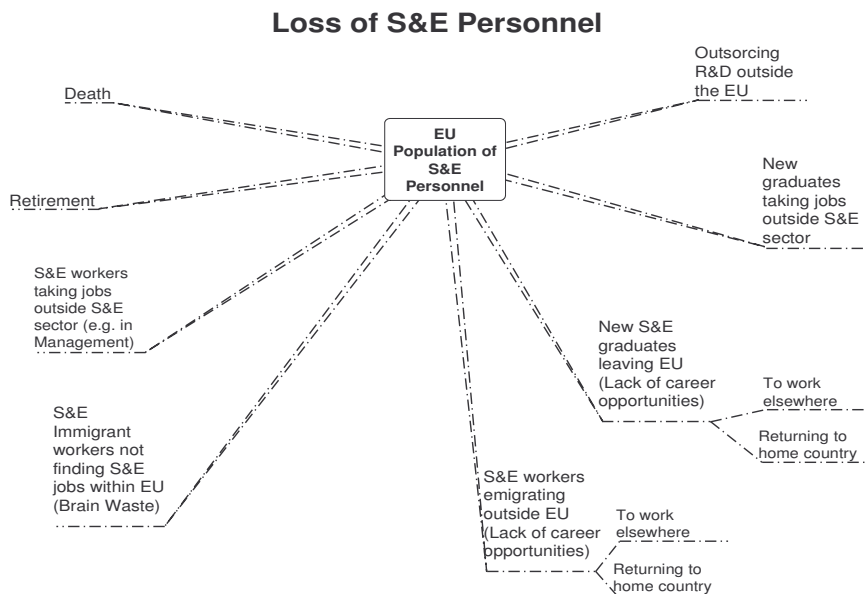 Loss of S&E Personnel
EU
Population of
S&E
Personnel
Death
Retirement
S&E workers
taking jobs
outside S&E
sector (e.g. in
Management)
S&E
Immigrant
workers not
finding S&E
jobs within EU
(Brain Waste)
S&E workers
emigrating
outside EU
(Lack of career
opportunities)
To work
elsewhere
Returning to
home country
New S&E
graduates
leaving EU
(Lack of career
opportunities)
To work
elsewhere
Returning to
home country
New
graduates
taking jobs
outside S&E
sector
Outsorcing
R&D outside
the EU